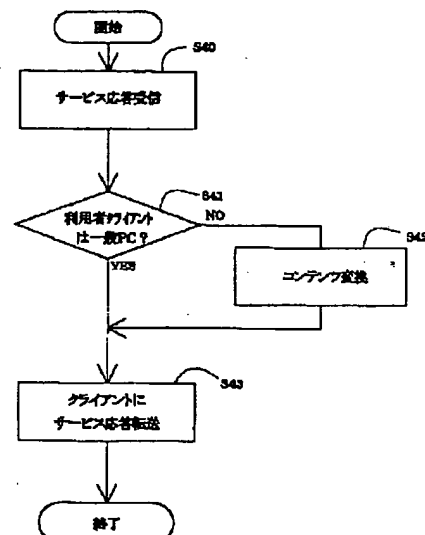 開始
S40
サービス応答受信
S41
利用者クライアント
は一般PC？
NO
YES
S42
コンテンツ変換
S43
クライアントに
サービス応答転送
終了